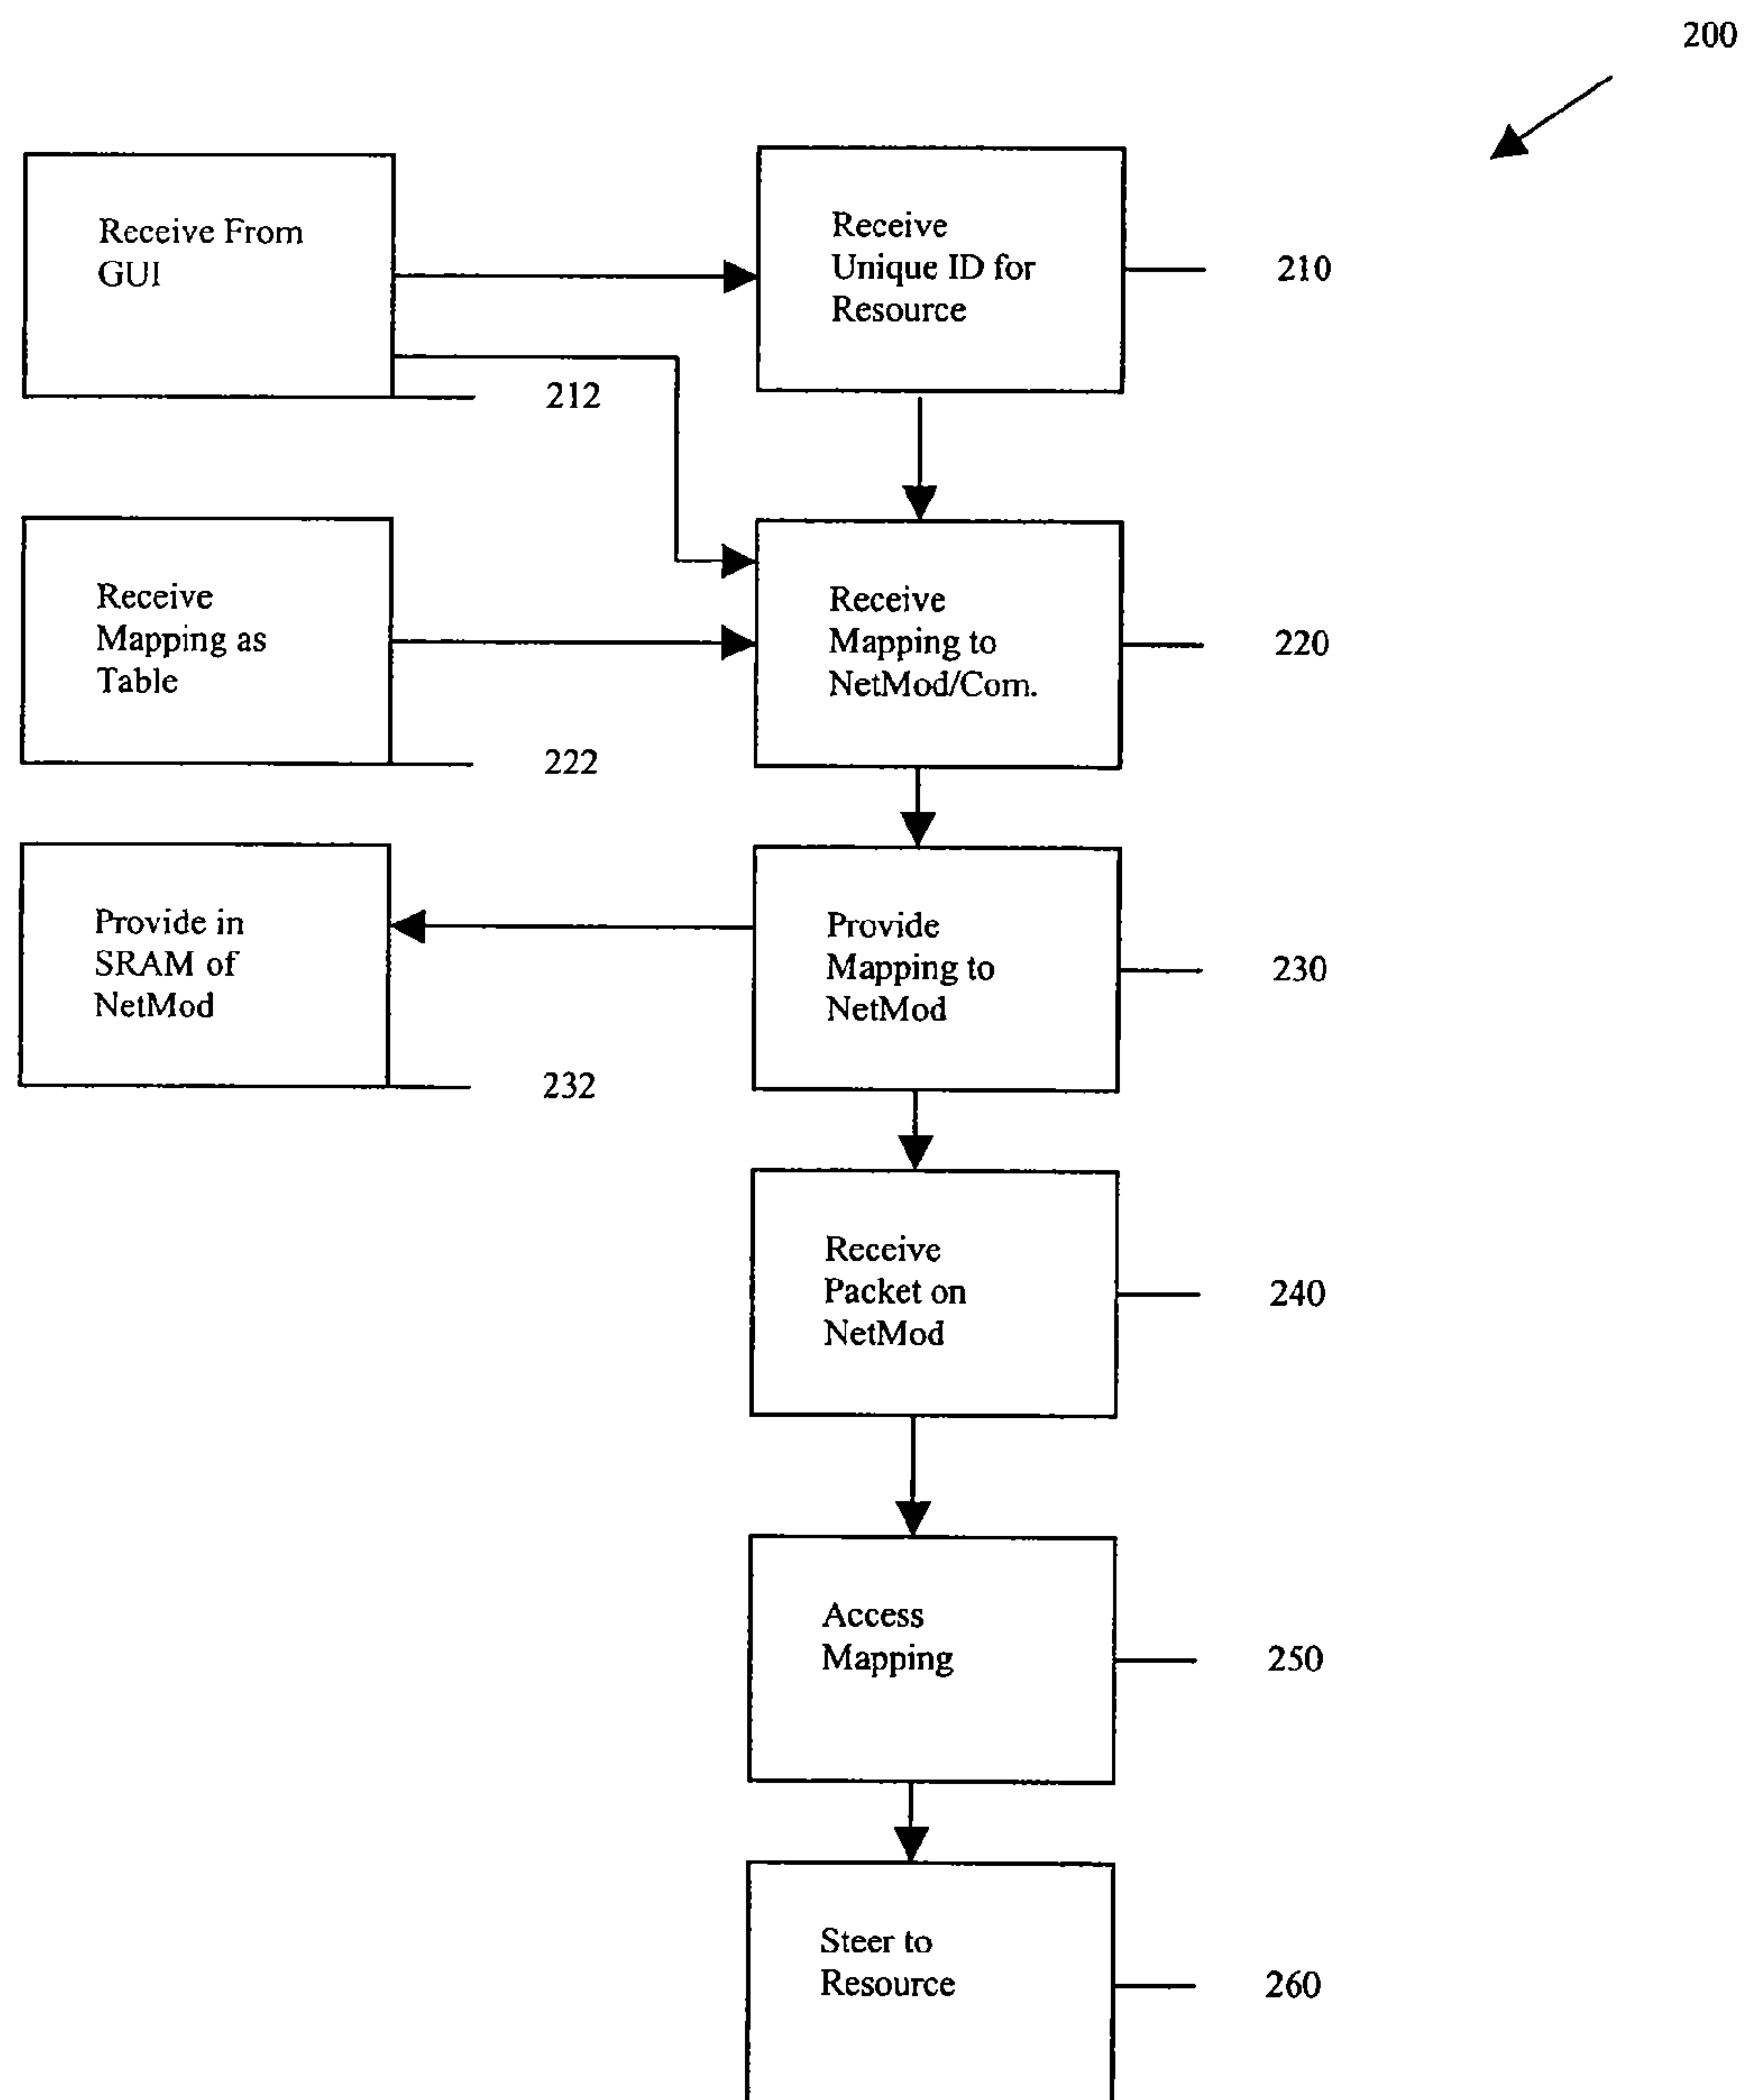 200
Receive From
GUI
212
Receive
Unique ID for
Resource
210
Receive
Mapping as
Table
222
Receive
Mapping to
NetMod/Com.
220
Provide in
SRAM of
NetMod
232
Provide
Mapping to
NetMod
230
Receive
Packet on
NetMod
240
Access
Mapping
250
Steer to
Resource
260